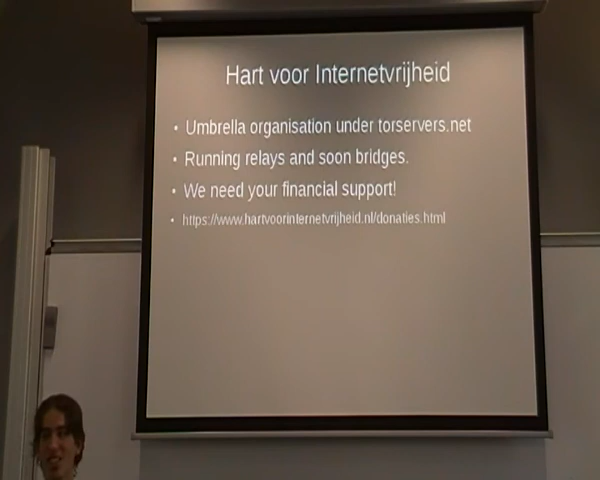 Hart voor Internetvrijheid
• Umbrella organisation under torservers.net
• Running relays and soon bridges.
• We need your financial support!
• https://www.hartvoorinternetvrijheid.nl/donaties.html